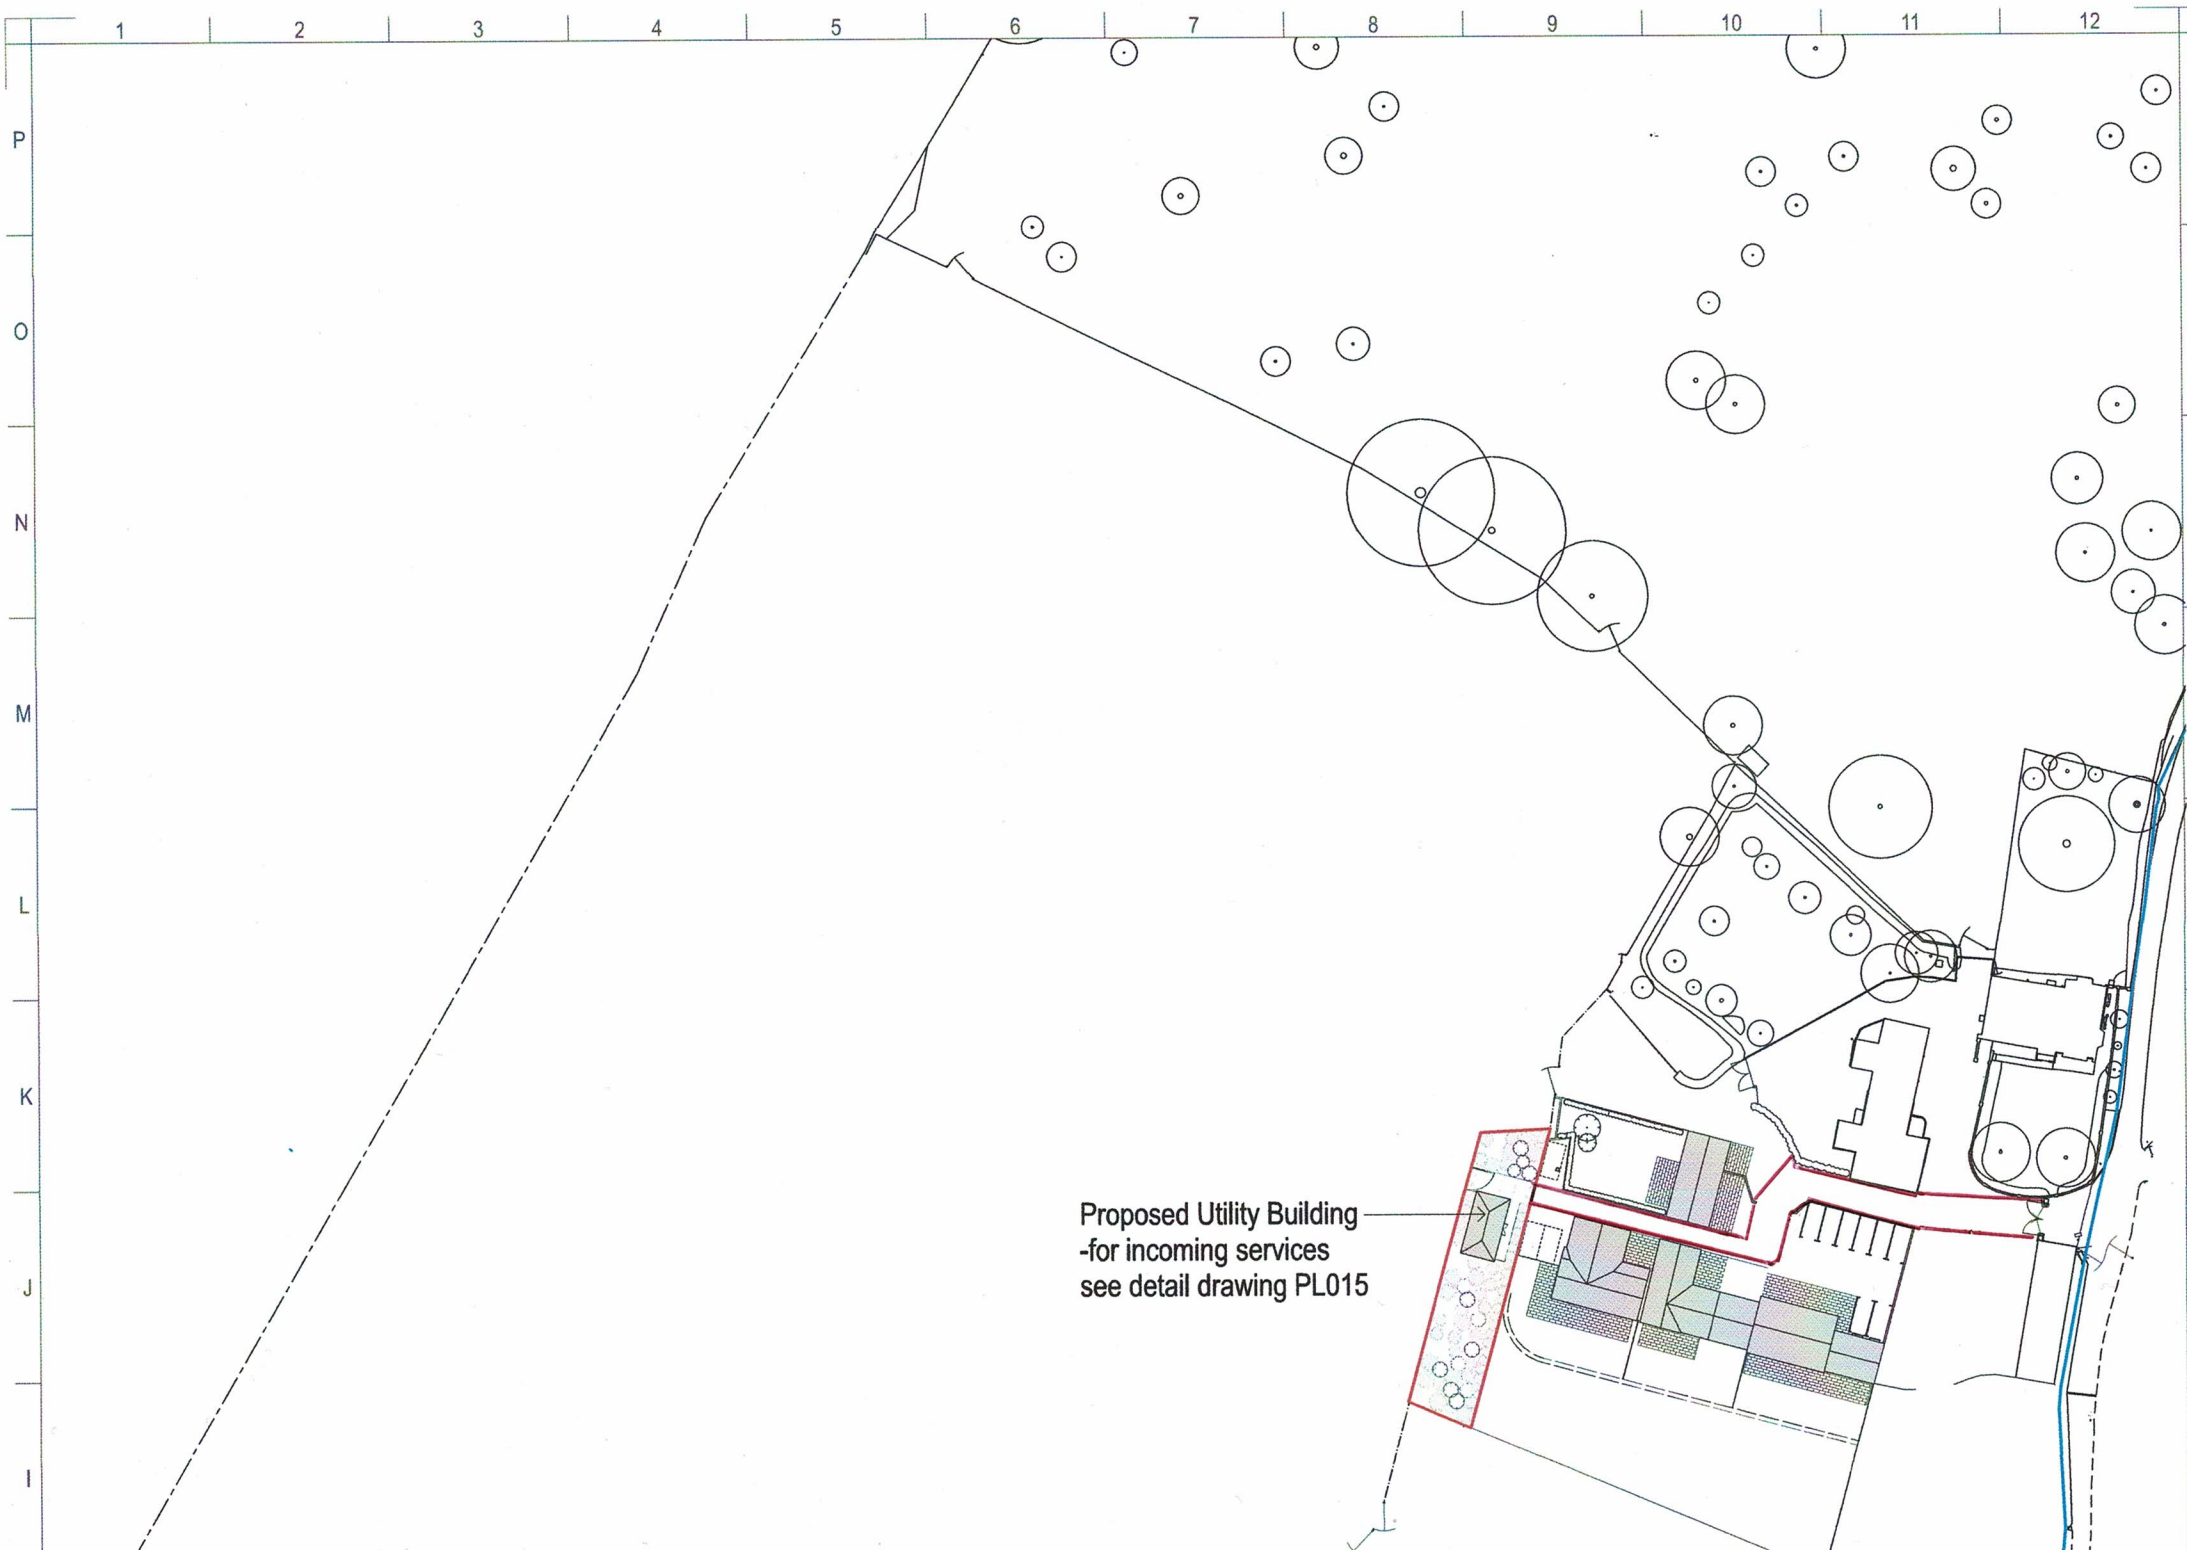 1 2 3 4 5 6 7 8 9 10 11 12
P
O
N
M
L
K
J
I
Proposed Utility Building
-for incoming services
see detail drawing PL015